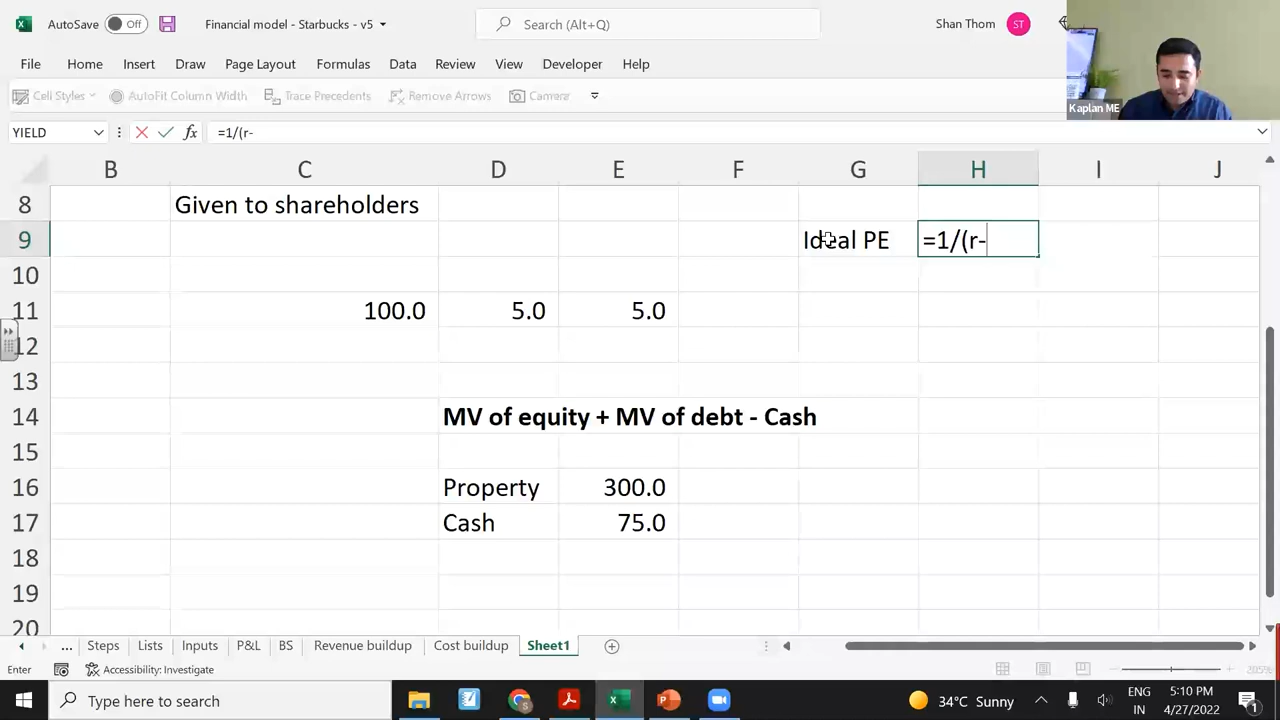 AutoSave Off Financial model - Starbucks - v5 Search (Alt+Q) Shan Thom ST
File Home Insert Draw Page Layout Formulas Data Review View Developer Help
Cell Styles AutoFit Column Width Trace Precedents Remove Arrows Camera
Kaplan ME
YIELD fx =1/(r-
B C D E F G H I J
8 Given to shareholders
9 Ideal PE =1/(r-
10
11 100.0 5.0 5.0
12
13
14 MV of equity + MV of debt - Cash
15
16 Property 300.0
17 Cash 75.0
18
19
20
... Steps Lists Inputs P&L BS Revenue buildup Cost buildup Sheet1
Enter Accessibility: Investigate 205%
Type here to search 34°C Sunny ENG 5:10 PM
IN 4/27/2022 1